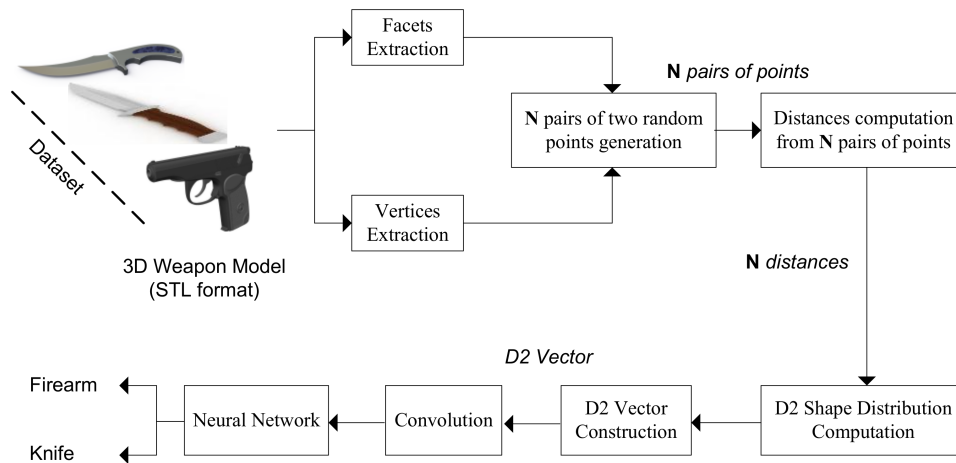 Facets
Extraction
N pairs of points
N pairs of two random
points generation
Distances computation
from N pairs of points
Dataset
Vertices
Extraction
3D Weapon Model
(STL format)
N distances
D2 Vector
Firearm
Knife
Neural Network
Convolution
D2 Vector
Construction
D2 Shape Distribution
Computation